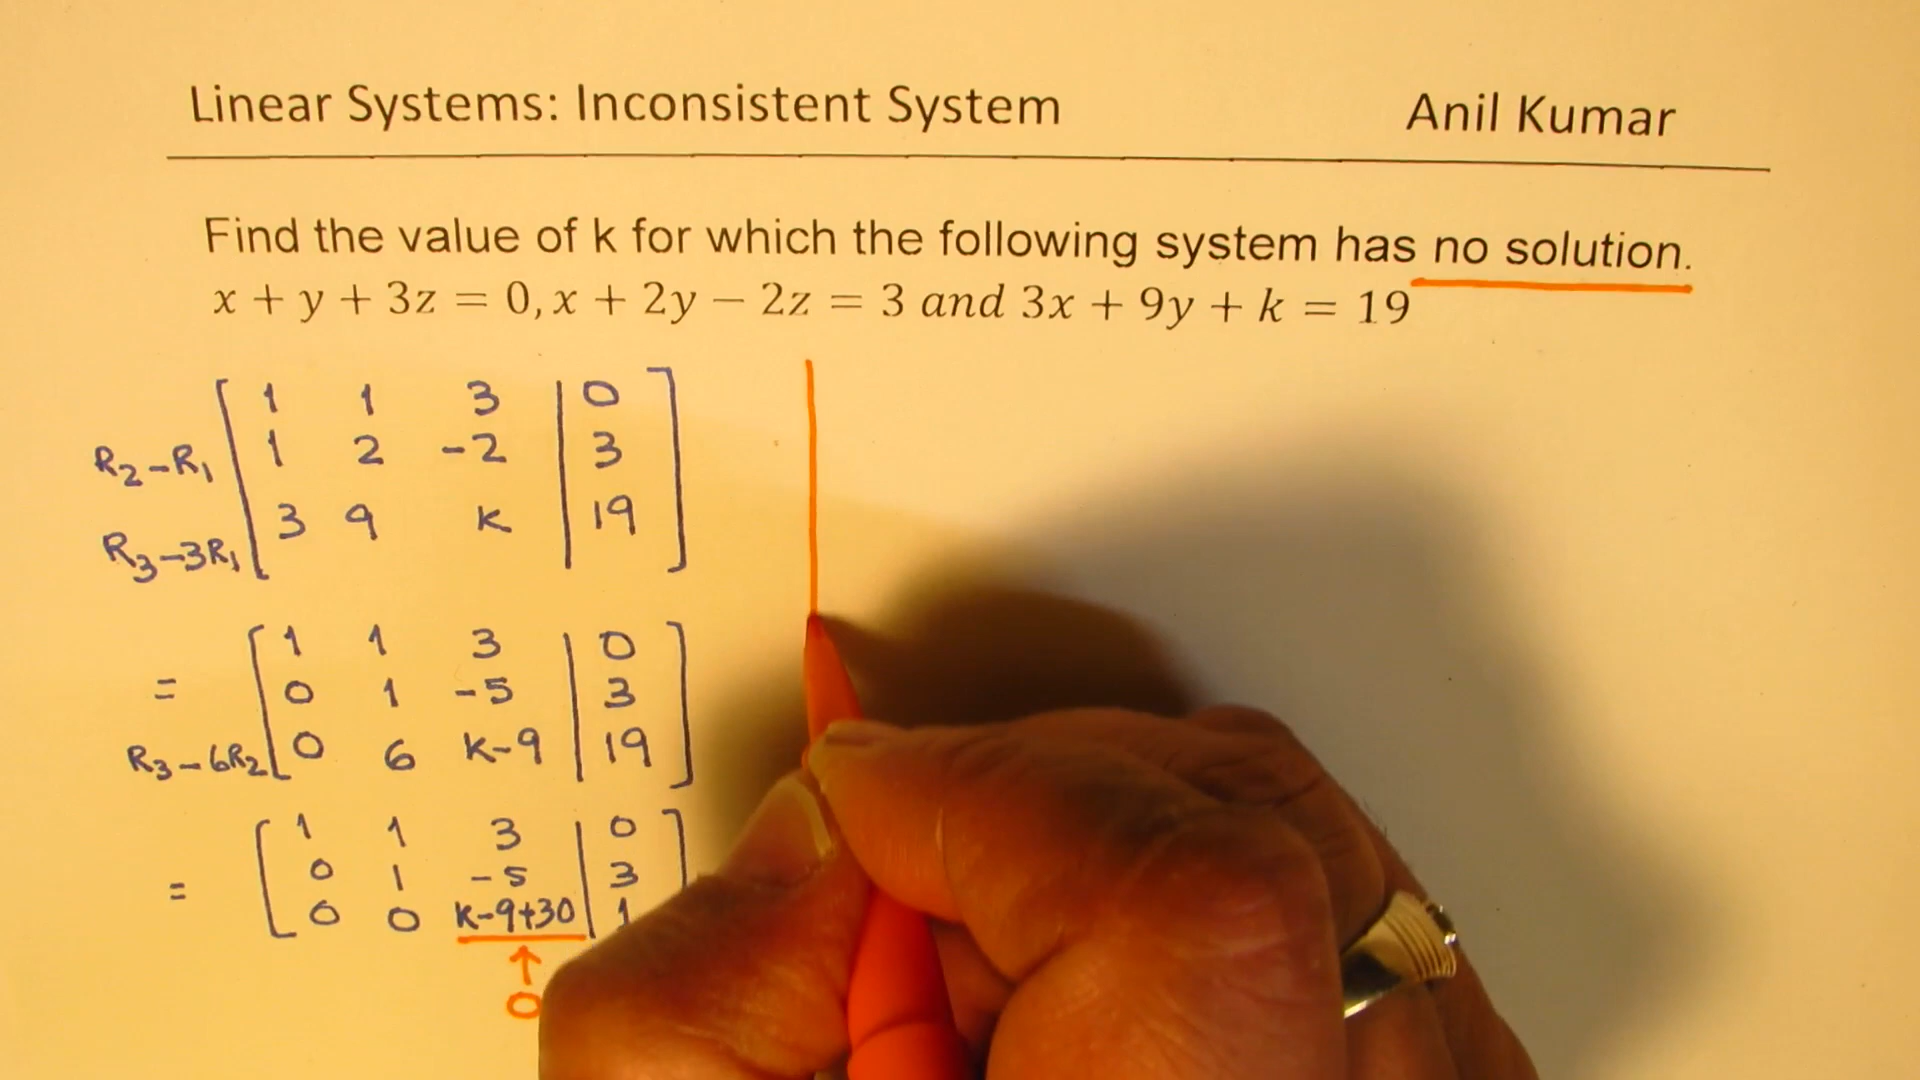 Linear Systems: Inconsistent System Anil Kumar
Find the value of k for which the following system has no solution.
x + y + 3z = 0, x + 2y − 2z = 3 and 3x + 9y + k = 19
1 1 3 | 0
R2−R1 1 2 -2 | 3
R3−3R1 3 9 k | 19
1 1 3 | 0
= 0 1 -5 | 3
R3−6R2 0 6 k-9 | 19
1 1 3 | 0
= 0 1 -5 | 3
0 0 k-9+30 | 1
↑
0